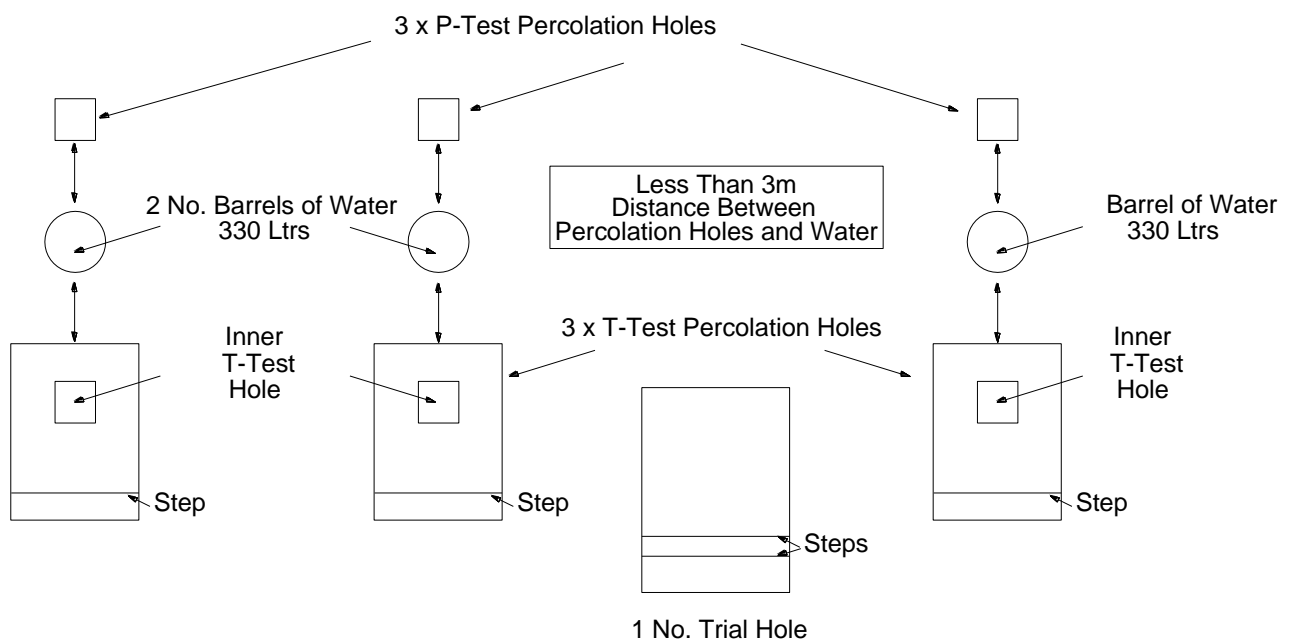 3 x P-Test Percolation Holes
2 No. Barrels of Water
330 Ltrs
Less Than 3m
Distance Between
Percolation Holes and Water
Barrel of Water
330 Ltrs
Inner
T-Test
Hole
3 x T-Test Percolation Holes
Inner
T-Test
Hole
Step
Step
Step
Steps
1 No. Trial Hole